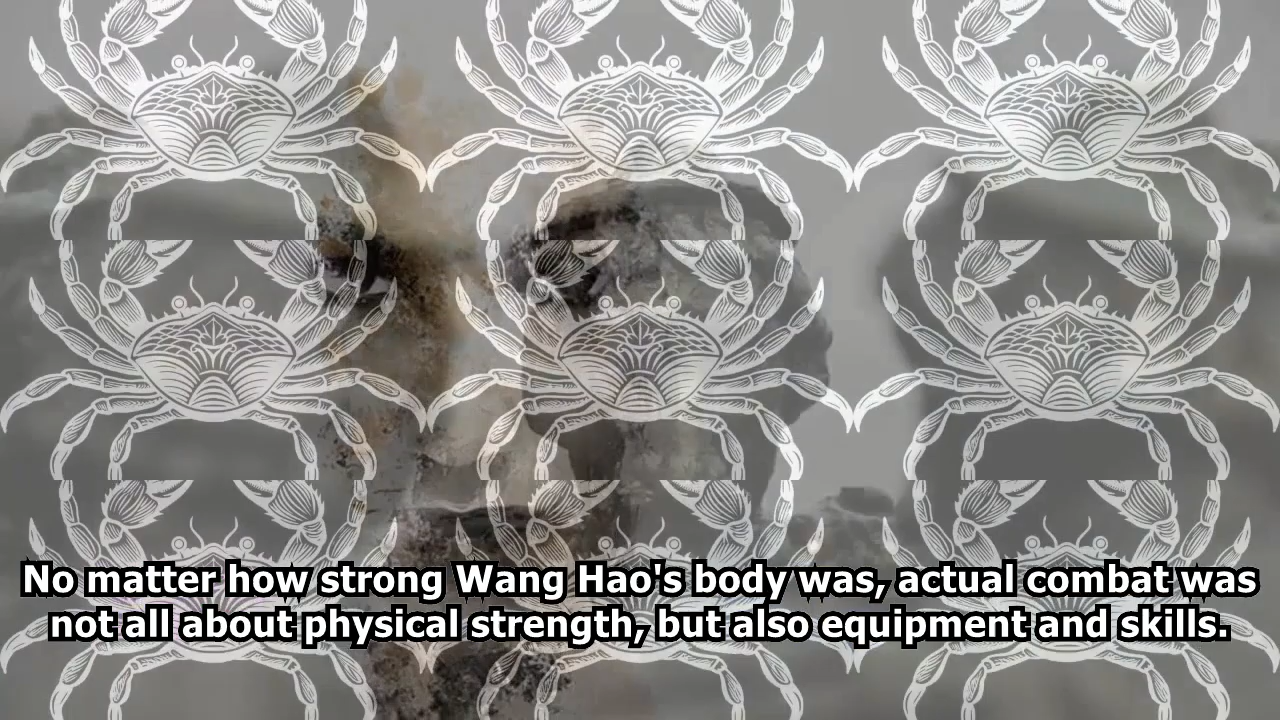 No matter how strong Wang Hao's body was, actual combat was
not all about physical strength, but also equipment and skills.